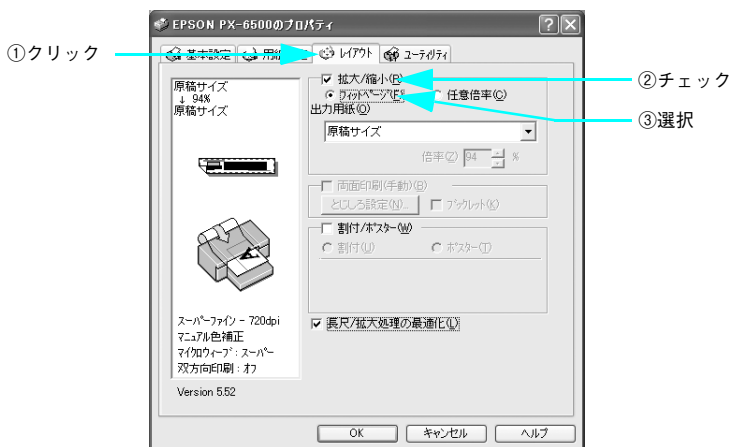 EPSON PX-6500のプロパティ
①クリック
基本設定
レイアウト
ユーティリティ
原稿サイズ
↓ 94%
原稿サイズ
拡大/縮小(R)
フィットページ(F)
任意倍率(C)
②チェック
③選択
出力用紙(O)
原稿サイズ
倍率(Z) 94 %
両面印刷(手動)(B)
とじしろ設定(N)...
ブックレット(K)
割付/ポスター(W)
割付(U)
ポスター(T)
スーパーファイン - 720dpi
マニュアル色補正
マイクロウィーブ : スーパー
双方向印刷 : オフ
長尺/拡大処理の最適化(L)
Version 5.52
OK
キャンセル
ヘルプ